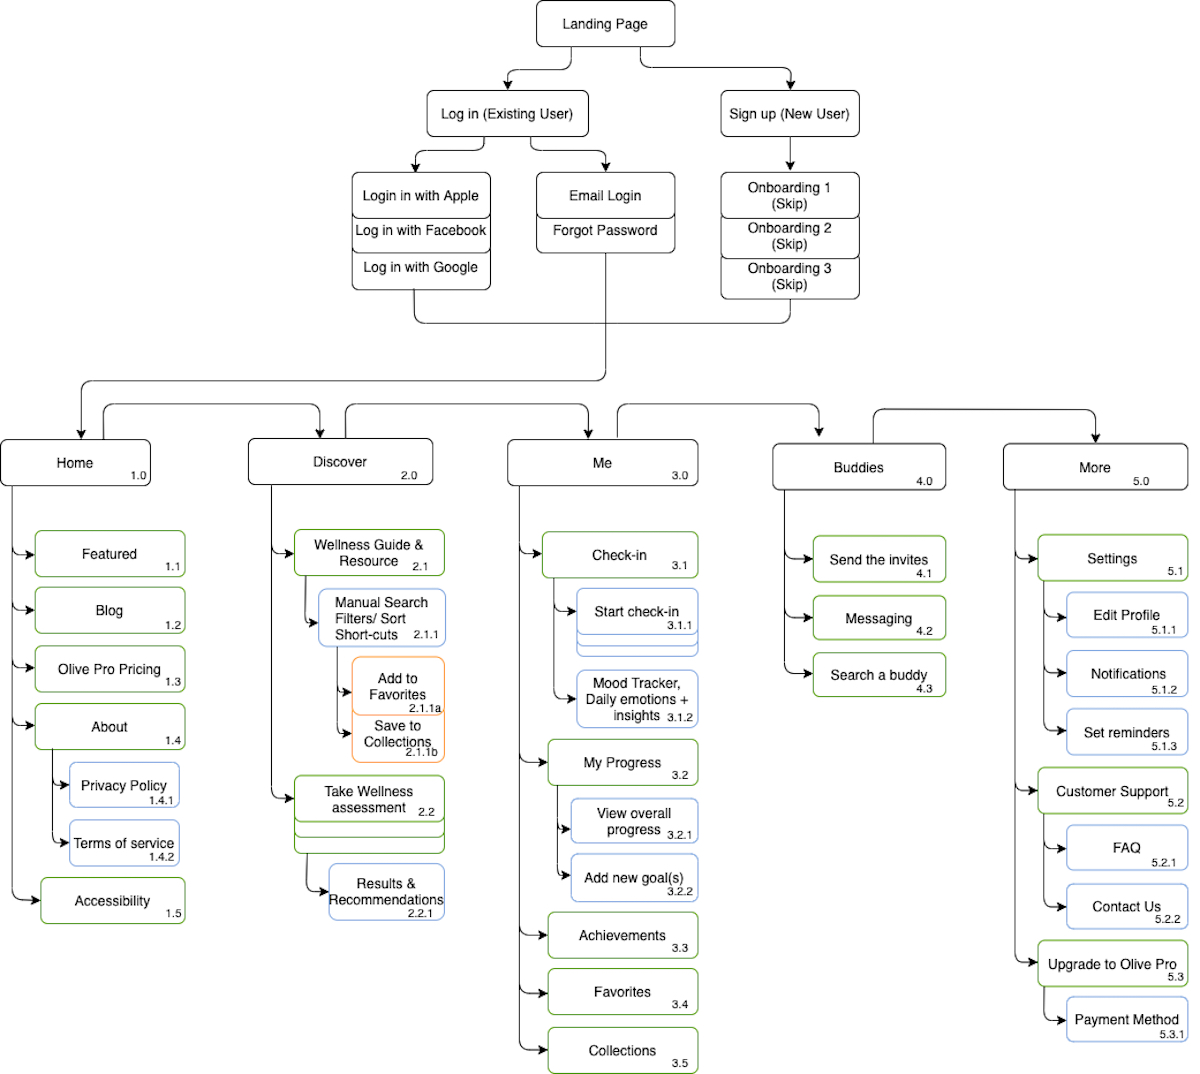 Landing Page
Log in (Existing User)
Sign up (New User)
Login in with Apple
Log in with Facebook
Log in with Google
Email Login
Forgot Password
Onboarding 1
(Skip)
Onboarding 2
(Skip)
Onboarding 3
(Skip)
Home
1.0
Discover
2.0
Me
3.0
Buddies
4.0
More
5.0
Featured
1.1
Blog
1.2
Olive Pro Pricing
1.3
About
1.4
Privacy Policy
1.4.1
Terms of service
1.4.2
Accessibility
1.5
Wellness Guide &
Resource
2.1
Manual Search
Filters/ Sort
Short-cuts
2.1.1
Add to
Favorites
2.1.1a
Save to
Collections
2.1.1b
Take Wellness
assessment
2.2
Results &
Recommendations
2.2.1
Check-in
3.1
Start check-in
3.1.1
Mood Tracker,
Daily emotions +
insights
3.1.2
My Progress
3.2
View overall
progress
3.2.1
Add new goal(s)
3.2.2
Achievements
3.3
Favorites
3.4
Collections
3.5
Send the invites
4.1
Messaging
4.2
Search a buddy
4.3
Settings
5.1
Edit Profile
5.1.1
Notifications
5.1.2
Set reminders
5.1.3
Customer Support
5.2
FAQ
5.2.1
Contact Us
5.2.2
Upgrade to Olive Pro
5.3
Payment Method
5.3.1